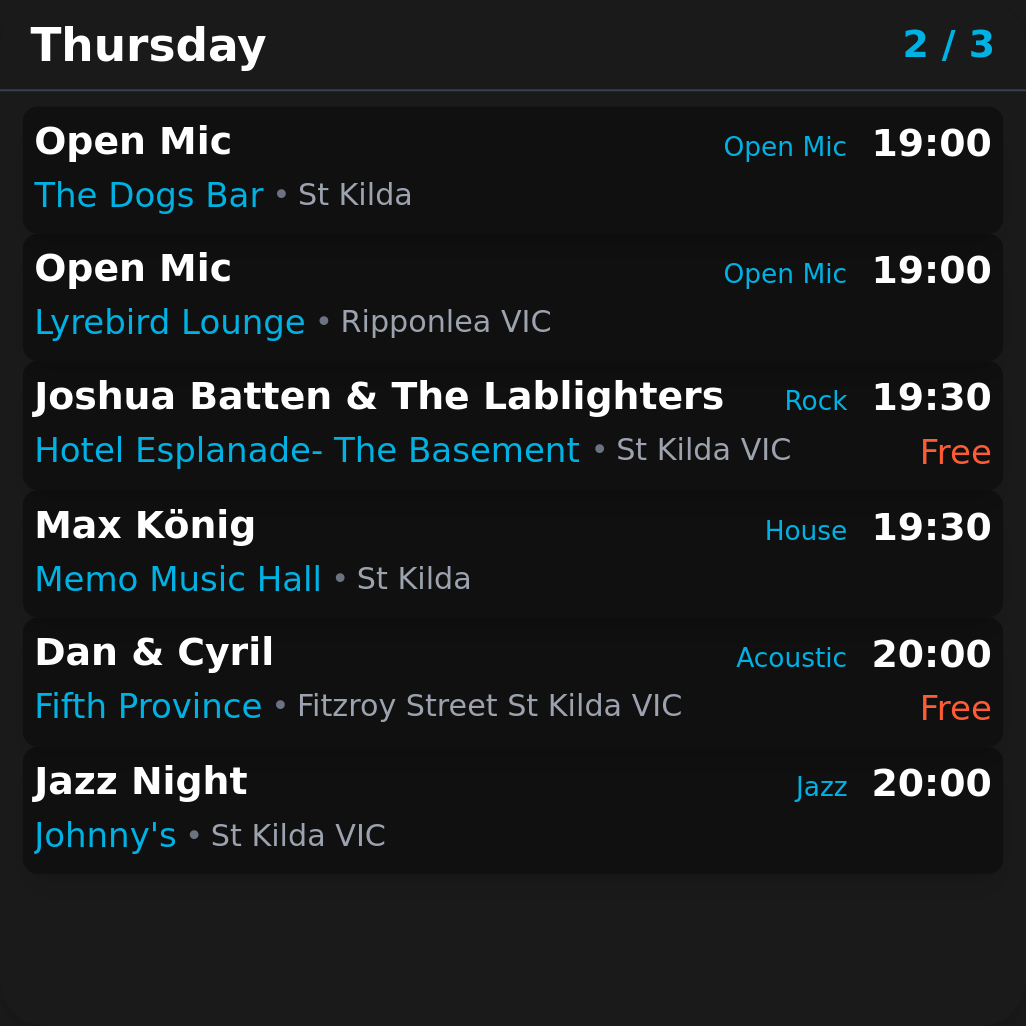 Thursday 2 / 3
Open Mic Open Mic 19:00
The Dogs Bar • St Kilda
Open Mic Open Mic 19:00
Lyrebird Lounge • Ripponlea VIC
Joshua Batten & The Lablighters Rock 19:30
Hotel Esplanade- The Basement • St Kilda VIC Free
Max König House 19:30
Memo Music Hall • St Kilda
Dan & Cyril Acoustic 20:00
Fifth Province • Fitzroy Street St Kilda VIC Free
Jazz Night Jazz 20:00
Johnny's • St Kilda VIC